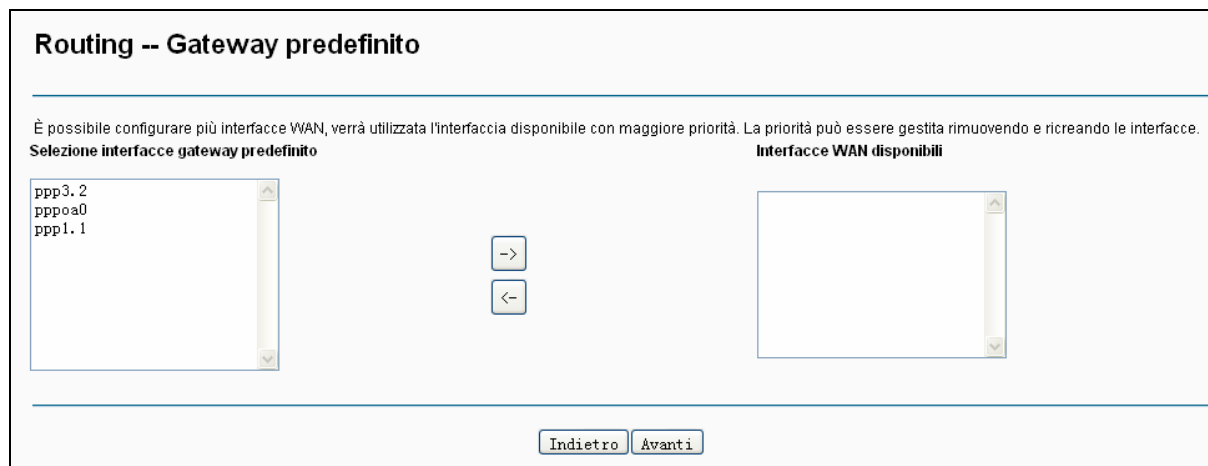 Routing -- Gateway predefinito
È possibile configurare più interfacce WAN, verrà utilizzata l'interfaccia disponibile con maggiore priorità. La priorità può essere gestita rimuovendo e ricreando le interfacce.
Selezione interfacce gateway predefinito
Interfacce WAN disponibili
ppp3.2
pppoa0
ppp1.1
->
<-
Indietro
Avanti